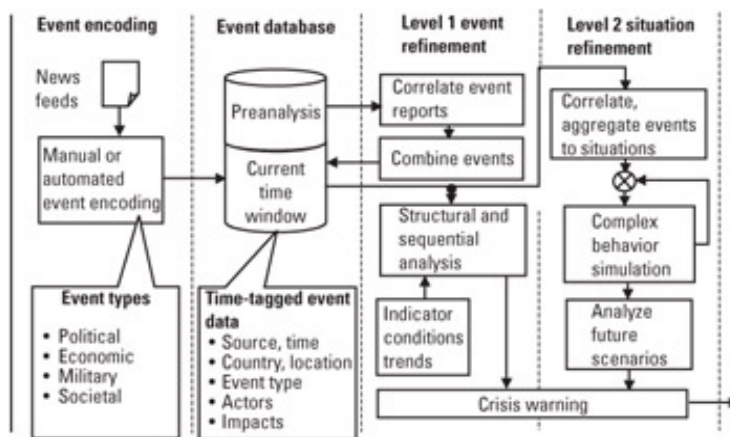 Event encoding
Event database
Level 1 event
refinement
Level 2 situation
refinement
News
feeds
Manual or
automated
event encoding
Event types
• Political
• Economic
• Military
• Societal
Preanalysis
Current
time
window
Time-tagged event
data
• Source, time
• Country, location
• Event type
• Actors
• Impacts
Correlate event
reports
Combine events
Structural and
sequential
analysis
Indicator
conditions
trends
Correlate,
aggregate events
to situations
Complex
behavior
simulation
Analyze
future
scenarios
Crisis warning